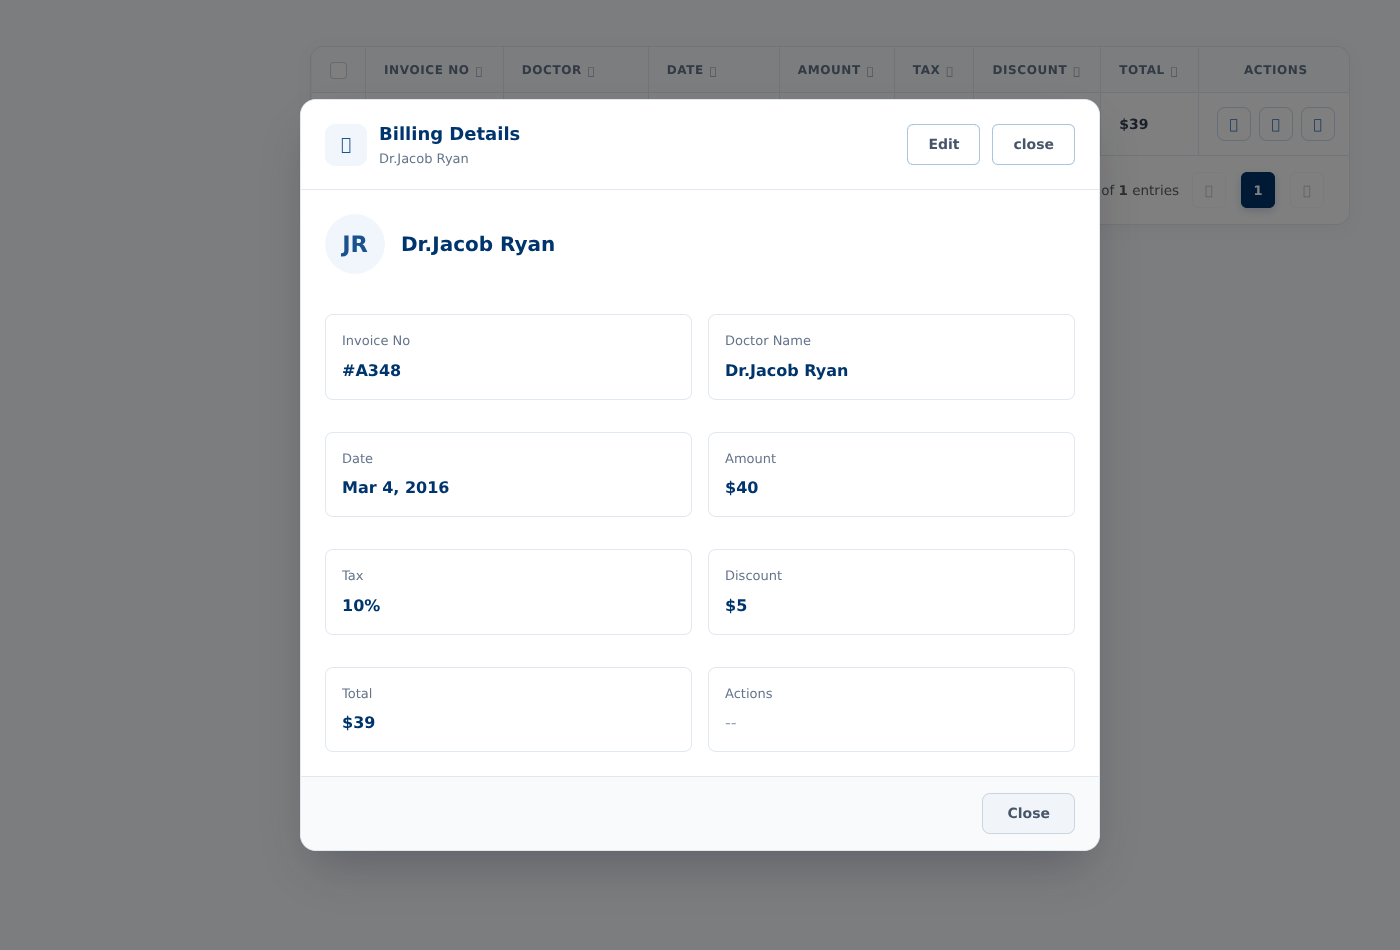 INVOICE NO DOCTOR DATE AMOUNT TAX DISCOUNT TOTAL ACTIONS
$39
of 1 entries 1
Billing Details
Dr.Jacob Ryan
Edit close
JR Dr.Jacob Ryan
Invoice No Doctor Name
#A348 Dr.Jacob Ryan
Date Amount
Mar 4, 2016 $40
Tax Discount
10% $5
Total Actions
$39 --
Close